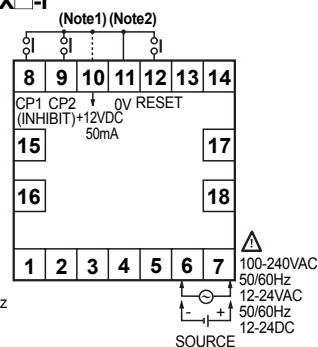 X□-I
(Note1) (Note2)
8 9 10 11 12 13 14
CP1 CP2 0V RESET
(INHIBIT) +12VDC
50mA
15 17
16 18
1 2 3 4 5 6 7
100-240VAC
50/60Hz
12-24VAC
50/60Hz
12-24DC
- +
SOURCE
z